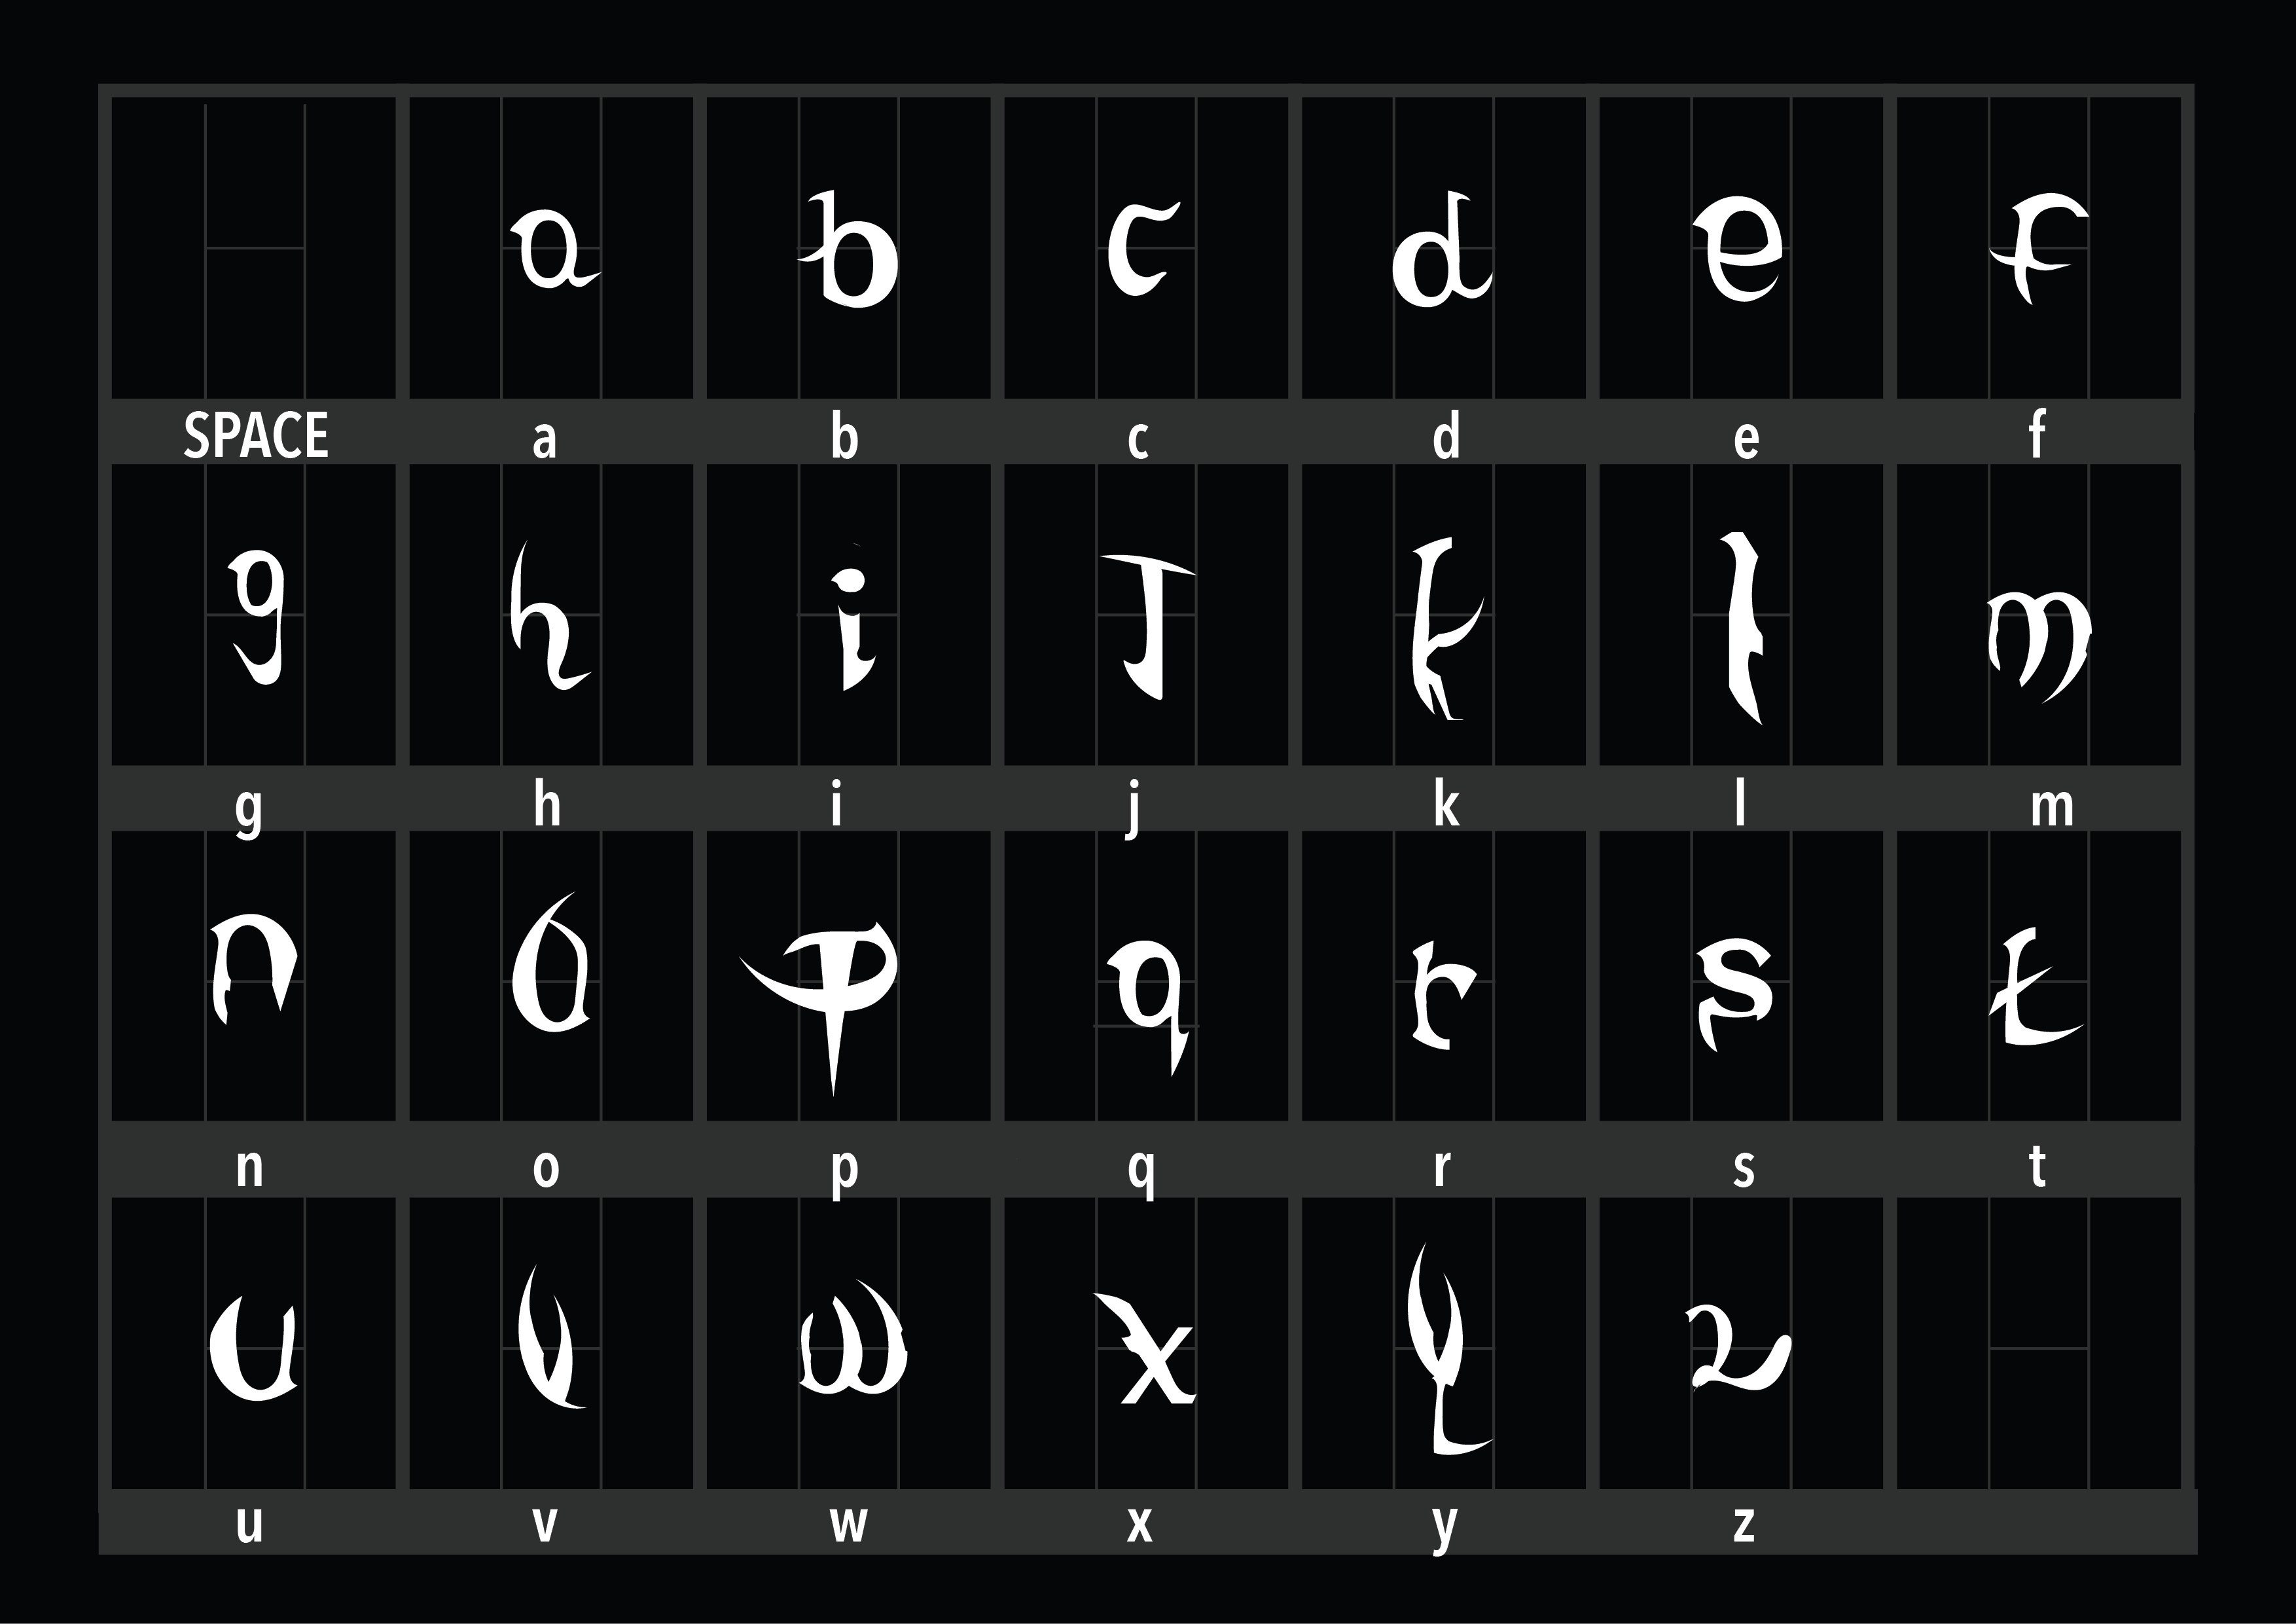 a b c d e f
SPACE a b c d e f
g h i j k l m
g h i j k l m
n o p q r s t
n o p q r s t
u v w x y z
u v w x y z